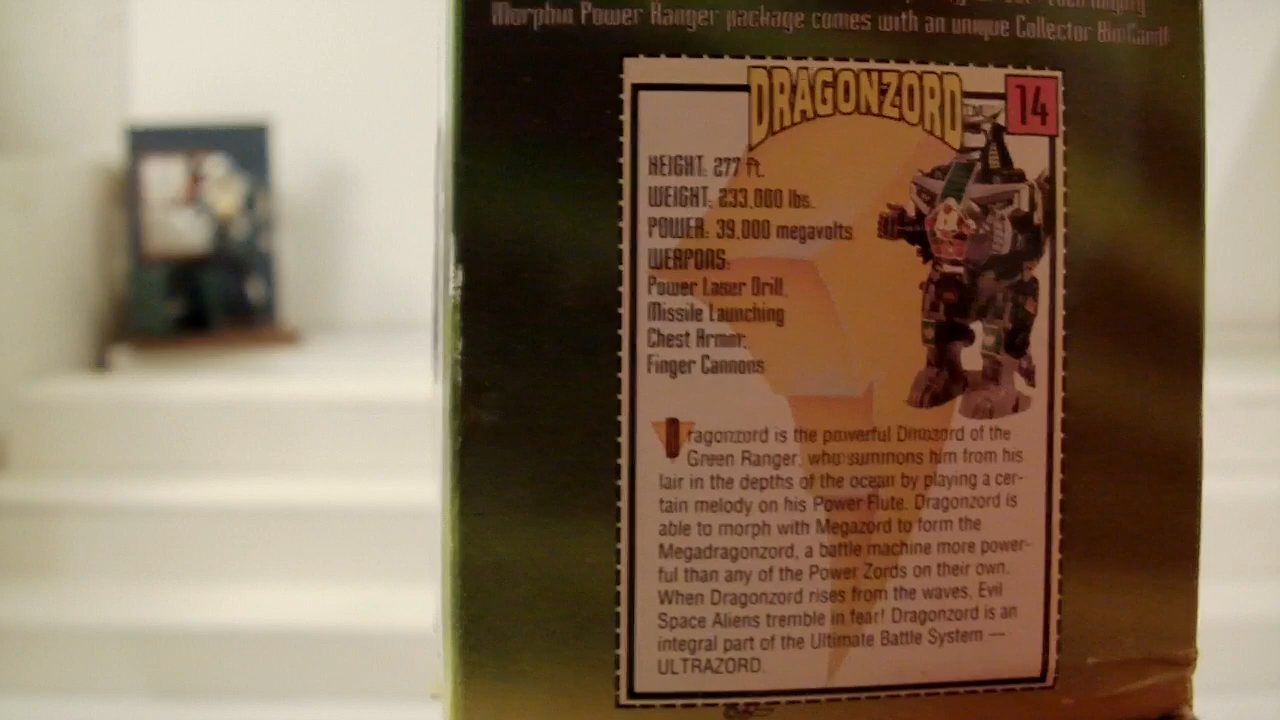 Morphin Power Ranger package comes with an unique Collector Bio Card!
DRAGONZORD
14
HEIGHT: 277 ft.
WEIGHT: 233,000 lbs.
POWER: 39,000 megavolts
WEAPONS:
Power Laser Drill,
Missile Launching
Chest Armor,
Finger Cannons
Dragonzord is the powerful Dinozord of the
Green Ranger, who summons him from his
lair in the depths of the ocean by playing a cer-
tain melody on his Power Flute. Dragonzord is
able to morph with Megazord to form the
Megadragonzord, a battle machine more power-
ful than any of the Power Zords on their own.
When Dragonzord rises from the waves, Evil
Space Aliens tremble in fear! Dragonzord is an
integral part of the Ultimate Battle System —
ULTRAZORD.